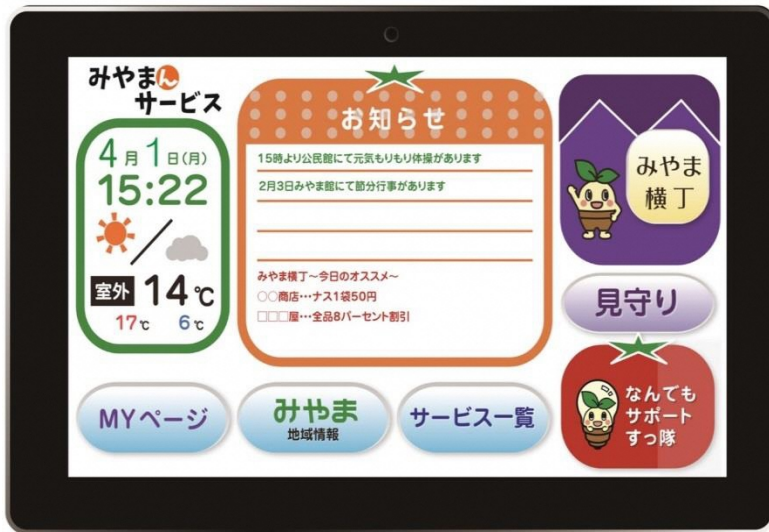 みやまん
サービス
4月1日(月)
15:22
室外 14℃
17℃ 6℃
お知らせ
15時より公民館にて元気もりもり体操があります
2月3日みやま館にて節分行事があります
みやま横丁～今日のオススメ～
○○商店…ナス1袋50円
□□□屋…全品8パーセント割引
みやま
横丁
見守り
なんでも
サポート
すっ隊
MYページ
みやま
地域情報
サービス一覧